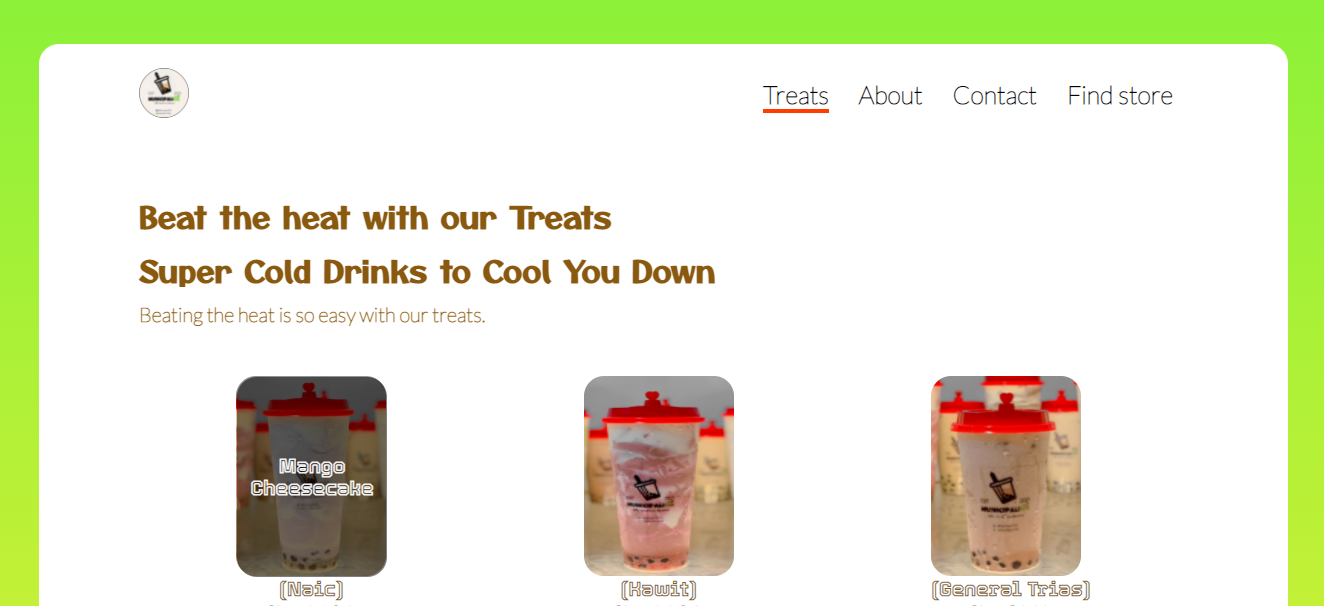 Treats About Contact Find store
Beat the heat with our Treats
Super Cold Drinks to Cool You Down
Beating the heat is so easy with our treats.
Mango
Cheesecake
(Naic) (Kawit) (General Trias)